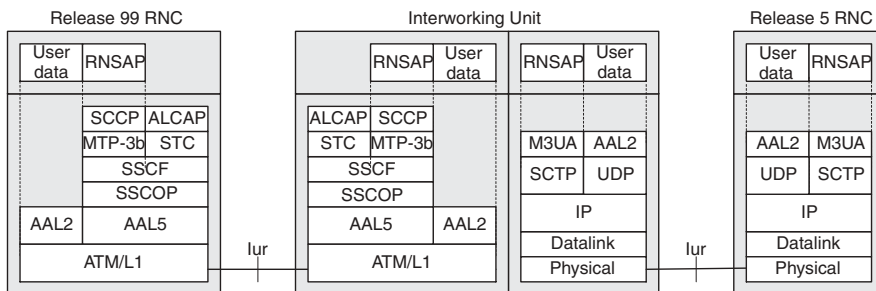 Release 99 RNC Interworking Unit Release 5 RNC
User data RNSAP RNSAP User data RNSAP User data User data RNSAP
SCCP ALCAP ALCAP SCCP
MTP-3b STC STC MTP-3b M3UA AAL2 AAL2 M3UA
SSCF SSCF SCTP UDP UDP SCTP
SSCOP SSCOP
AAL2 AAL5 AAL5 AAL2 IP IP
Iur Datalink Iur Datalink
ATM/L1 ATM/L1 Physical Physical